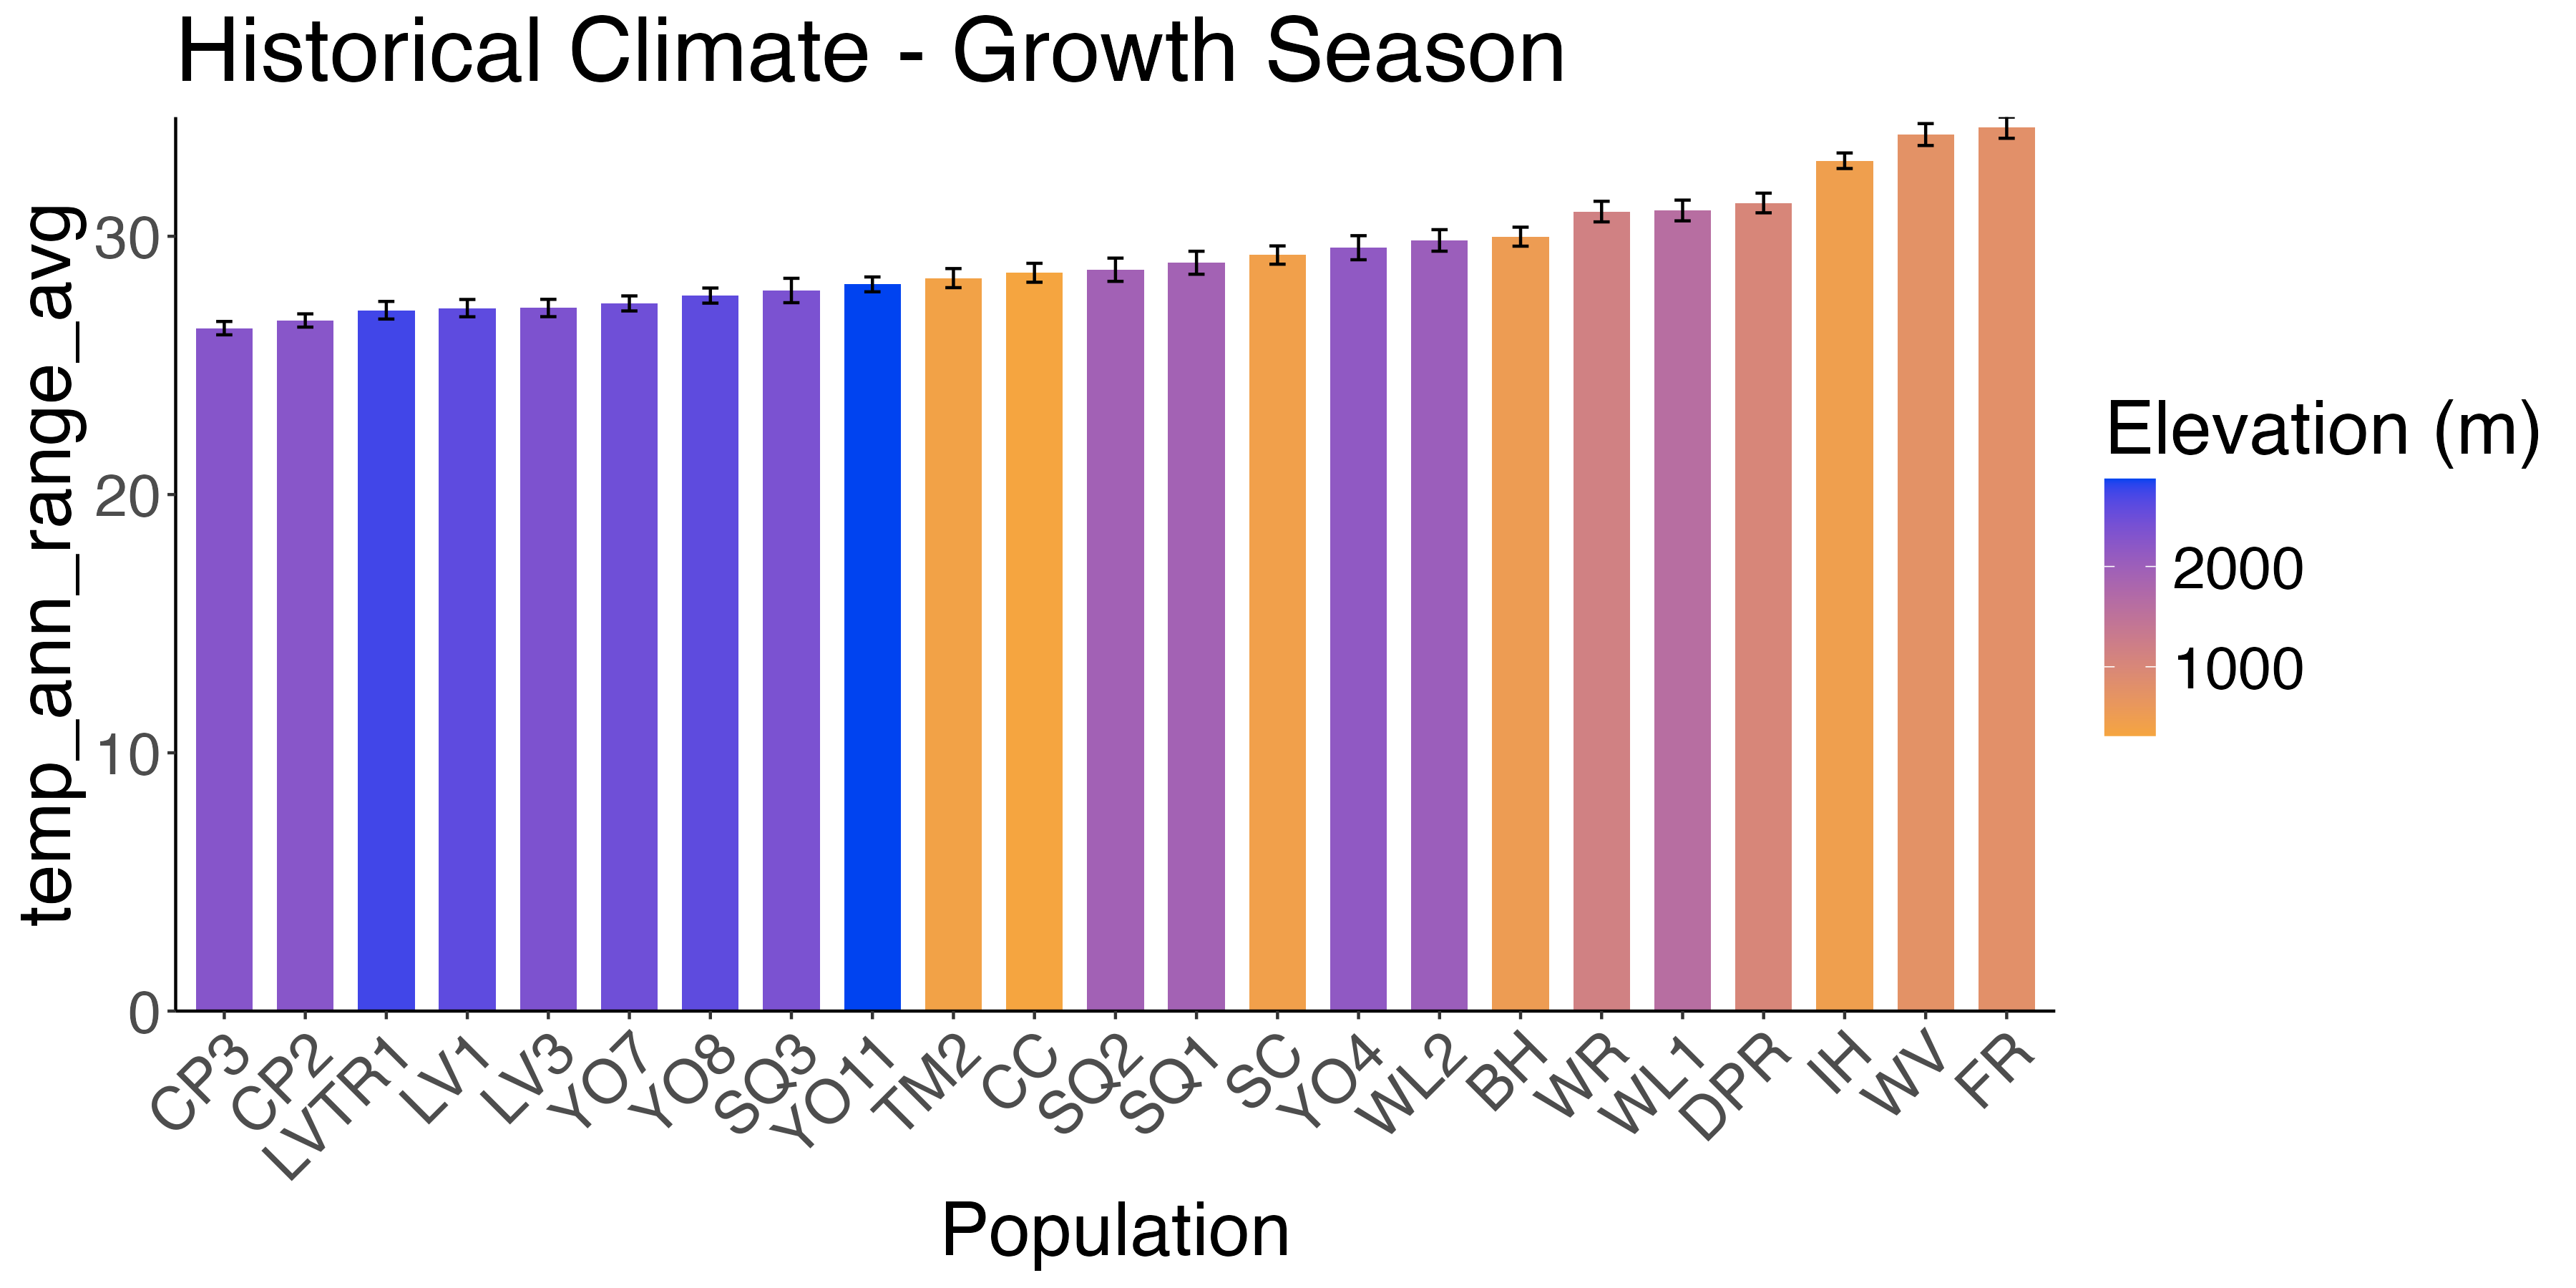 Historical Climate - Growth Season
temp_ann_range_avg
30
20
10
0
CP3
CP2
LVTR1
LV1
LV3
YO7
YO8
SQ3
YO11
TM2
CC
SQ2
SQ1
SC
YO4
WL2
BH
WR
WL1
DPR
IH
WV
FR
Population
Elevation (m)
2000
1000